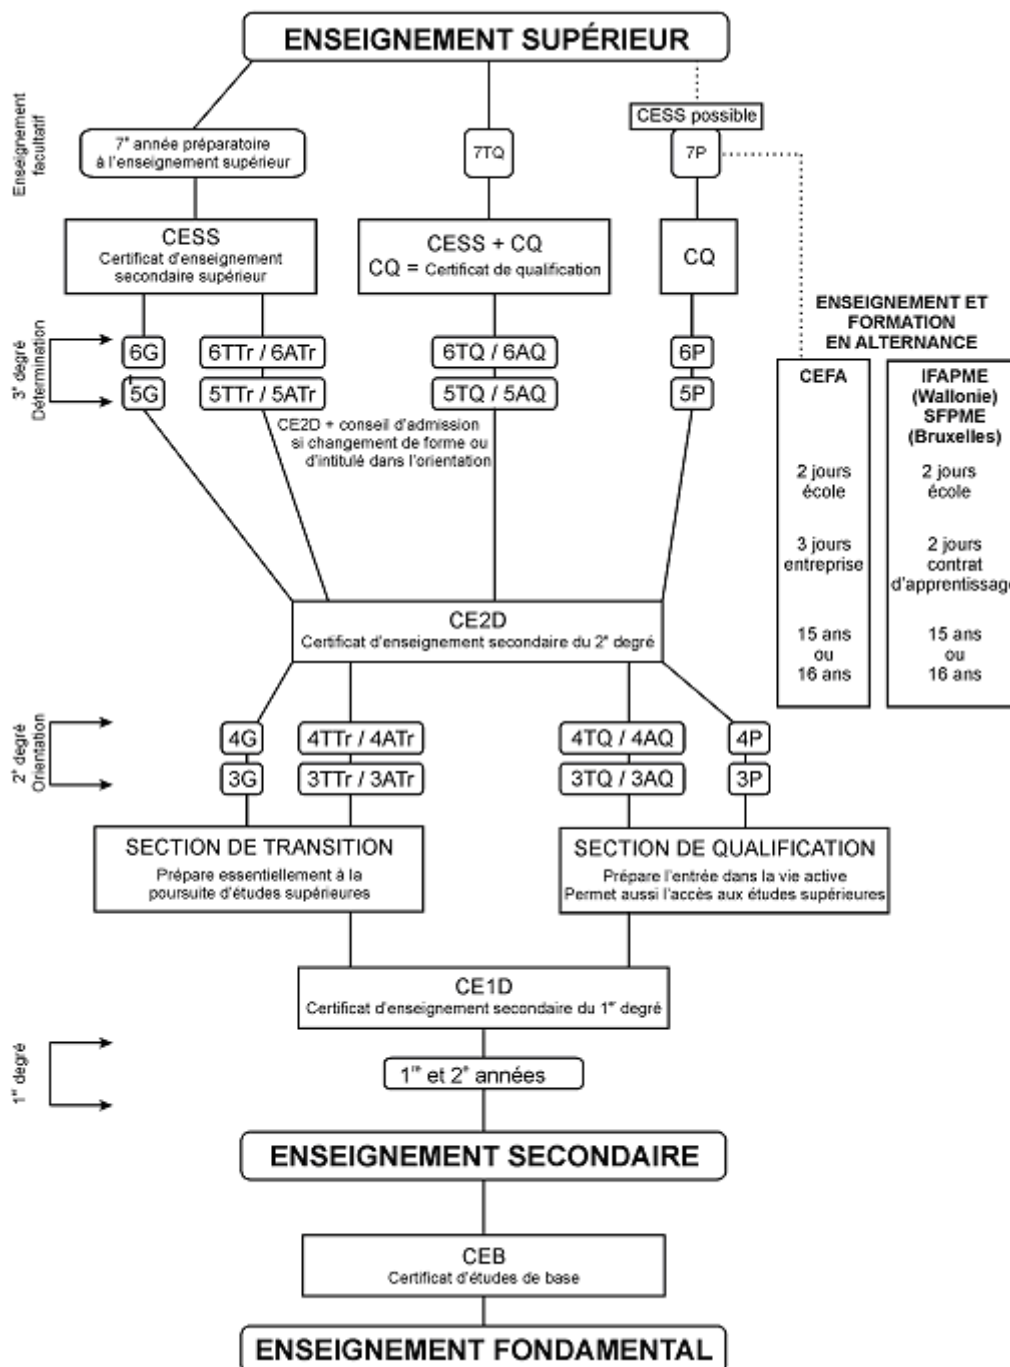 ENSEIGNEMENT SUPÉRIEUR
Enseignement
facultatif
CESS possible
7e année préparatoire
à l'enseignement supérieur
7TQ
7P
CESS
Certificat d'enseignement
secondaire supérieur
CESS + CQ
CQ = Certificat de qualification
CQ
3e degré
Détermination
6G
6TTr / 6ATr
6TQ / 6AQ
6P
5G
5TTr / 5ATr
5TQ / 5AQ
5P
CE2D + conseil d'admission
si changement de forme ou
d'intitulé dans l'orientation
ENSEIGNEMENT ET
FORMATION
EN ALTERNANCE
CEFA
2 jours
école
3 jours
entreprise
15 ans
ou
16 ans
IFAPME
(Wallonie)
SFPME
(Bruxelles)
2 jours
école
2 jours
contrat
d'apprentissage
15 ans
ou
16 ans
CE2D
Certificat d'enseignement secondaire du 2e degré
2e degré
Orientation
4G
4TTr / 4ATr
4TQ / 4AQ
4P
3G
3TTr / 3ATr
3TQ / 3AQ
3P
SECTION DE TRANSITION
Prépare essentiellement à la
poursuite d'études supérieures
SECTION DE QUALIFICATION
Prépare l'entrée dans la vie active
Permet aussi l'accès aux études supérieures
CE1D
Certificat d'enseignement secondaire du 1er degré
1er degré
1re et 2e années
ENSEIGNEMENT SECONDAIRE
CEB
Certificat d'études de base
ENSEIGNEMENT FONDAMENTAL